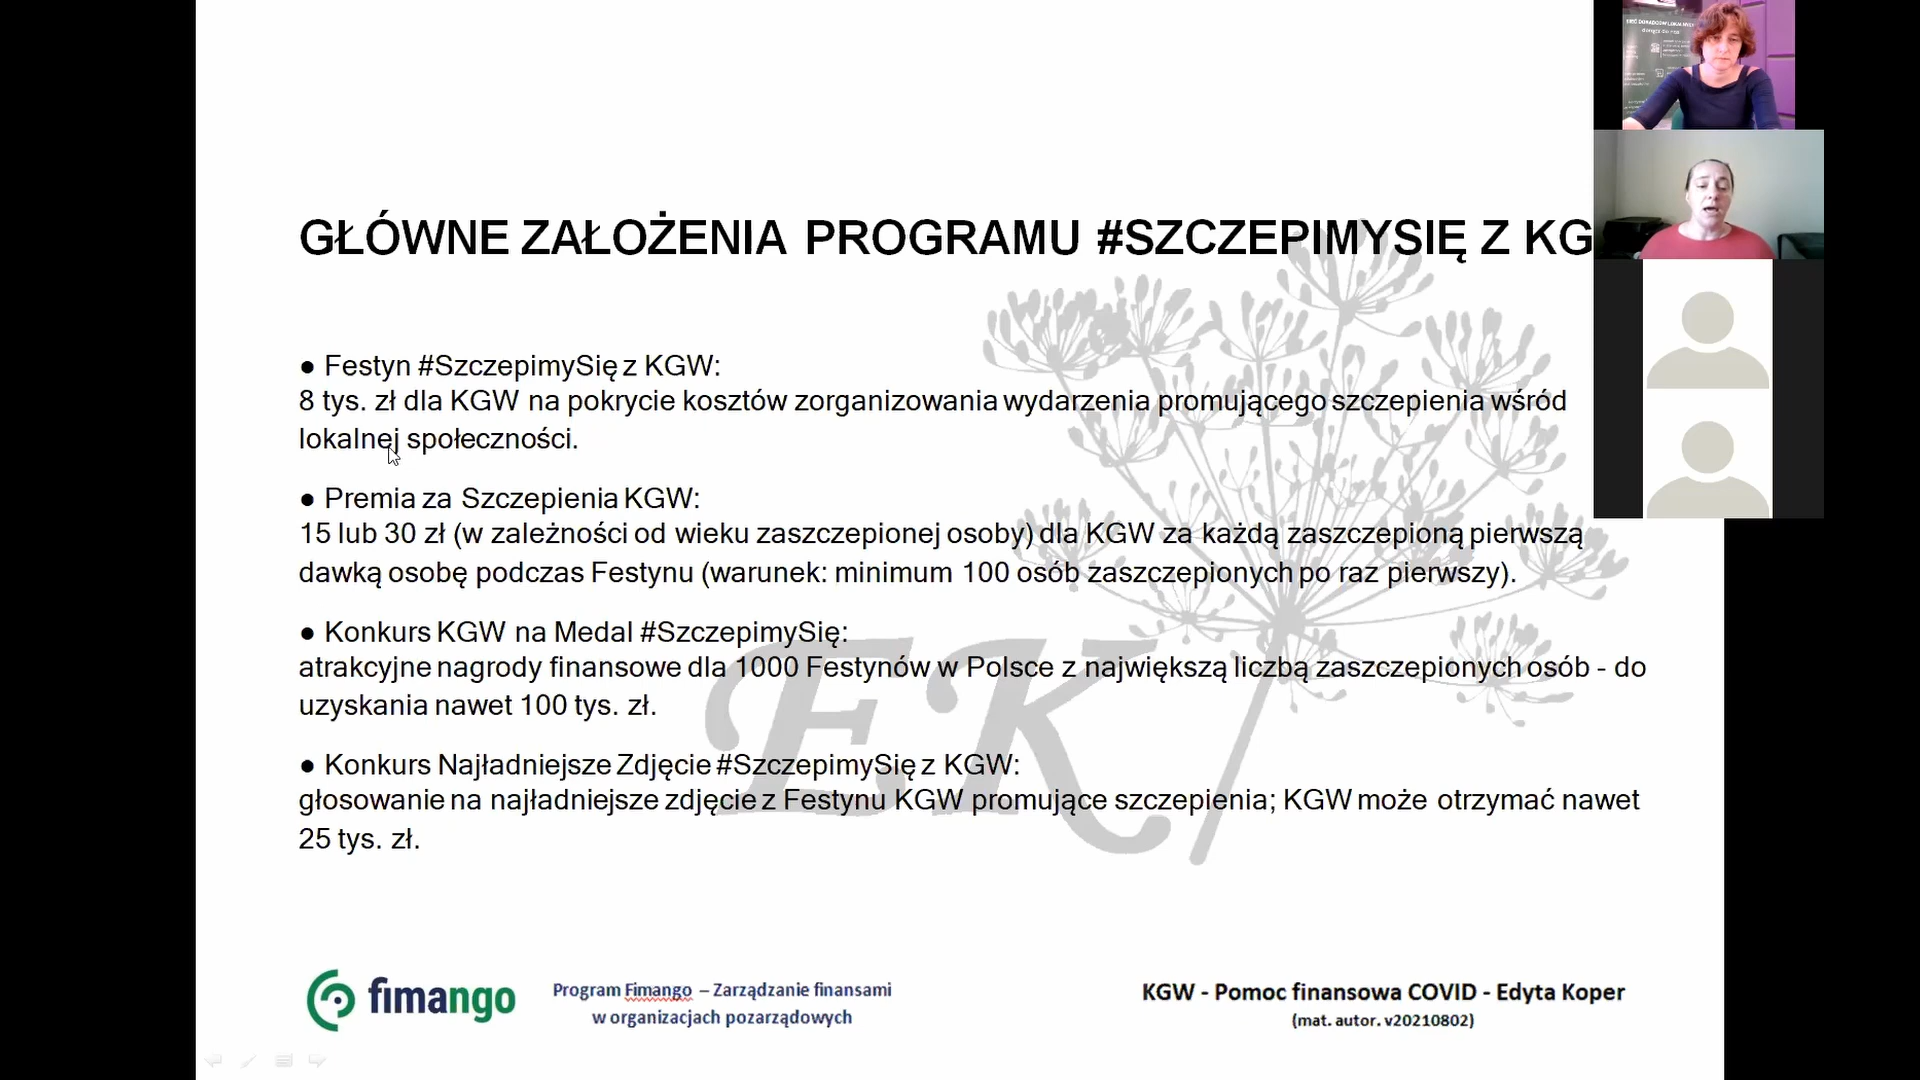 GŁÓWNE ZAŁOŻENIA PROGRAMU #SZCZEPIMYSIĘ Z KG
● Festyn #SzczepimySię z KGW:
8 tys. zł dla KGW na pokrycie kosztów zorganizowania wydarzenia promującego szczepienia wśród
lokalnej społeczności.
● Premia za Szczepienia KGW:
15 lub 30 zł (w zależności od wieku zaszczepionej osoby) dla KGW za każdą zaszczepioną pierwszą
dawką osobę podczas Festynu (warunek: minimum 100 osób zaszczepionych po raz pierwszy).
● Konkurs KGW na Medal #SzczepimySię:
atrakcyjne nagrody finansowe dla 1000 Festynów w Polsce z największą liczbą zaszczepionych osób - do
uzyskania nawet 100 tys. zł.
● Konkurs Najładniejsze Zdjęcie #SzczepimySię z KGW:
głosowanie na najładniejsze zdjęcie z Festynu KGW promujące szczepienia; KGW może otrzymać nawet
25 tys. zł.
EK
fimango
Program Fimango – Zarządzanie finansami
w organizacjach pozarządowych
KGW - Pomoc finansowa COVID - Edyta Koper
(mat. autor. v20210802)